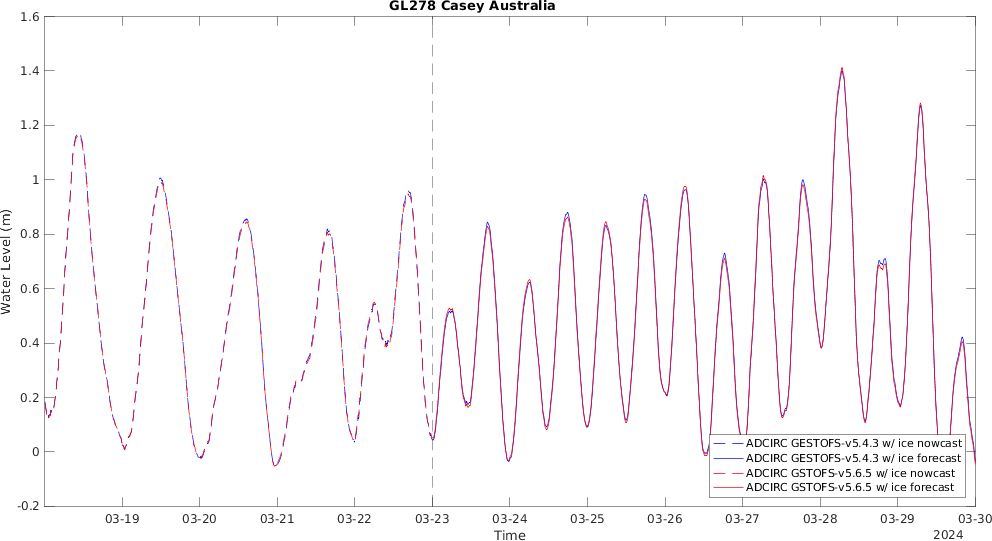 GL278 Casey Australia
1.6
1.4
1.2
1
0.8
0.6
0.4
0.2
0
-0.2
Water Level (m)
ADCIRC GESTOFS-v5.4.3 w/ ice nowcast
ADCIRC GESTOFS-v5.4.3 w/ ice forecast
ADCIRC GSTOFS-v5.6.5 w/ ice nowcast
ADCIRC GSTOFS-v5.6.5 w/ ice forecast
03-19 03-20 03-21 03-22 03-23 03-24 03-25 03-26 03-27 03-28 03-29 03-30
Time 2024